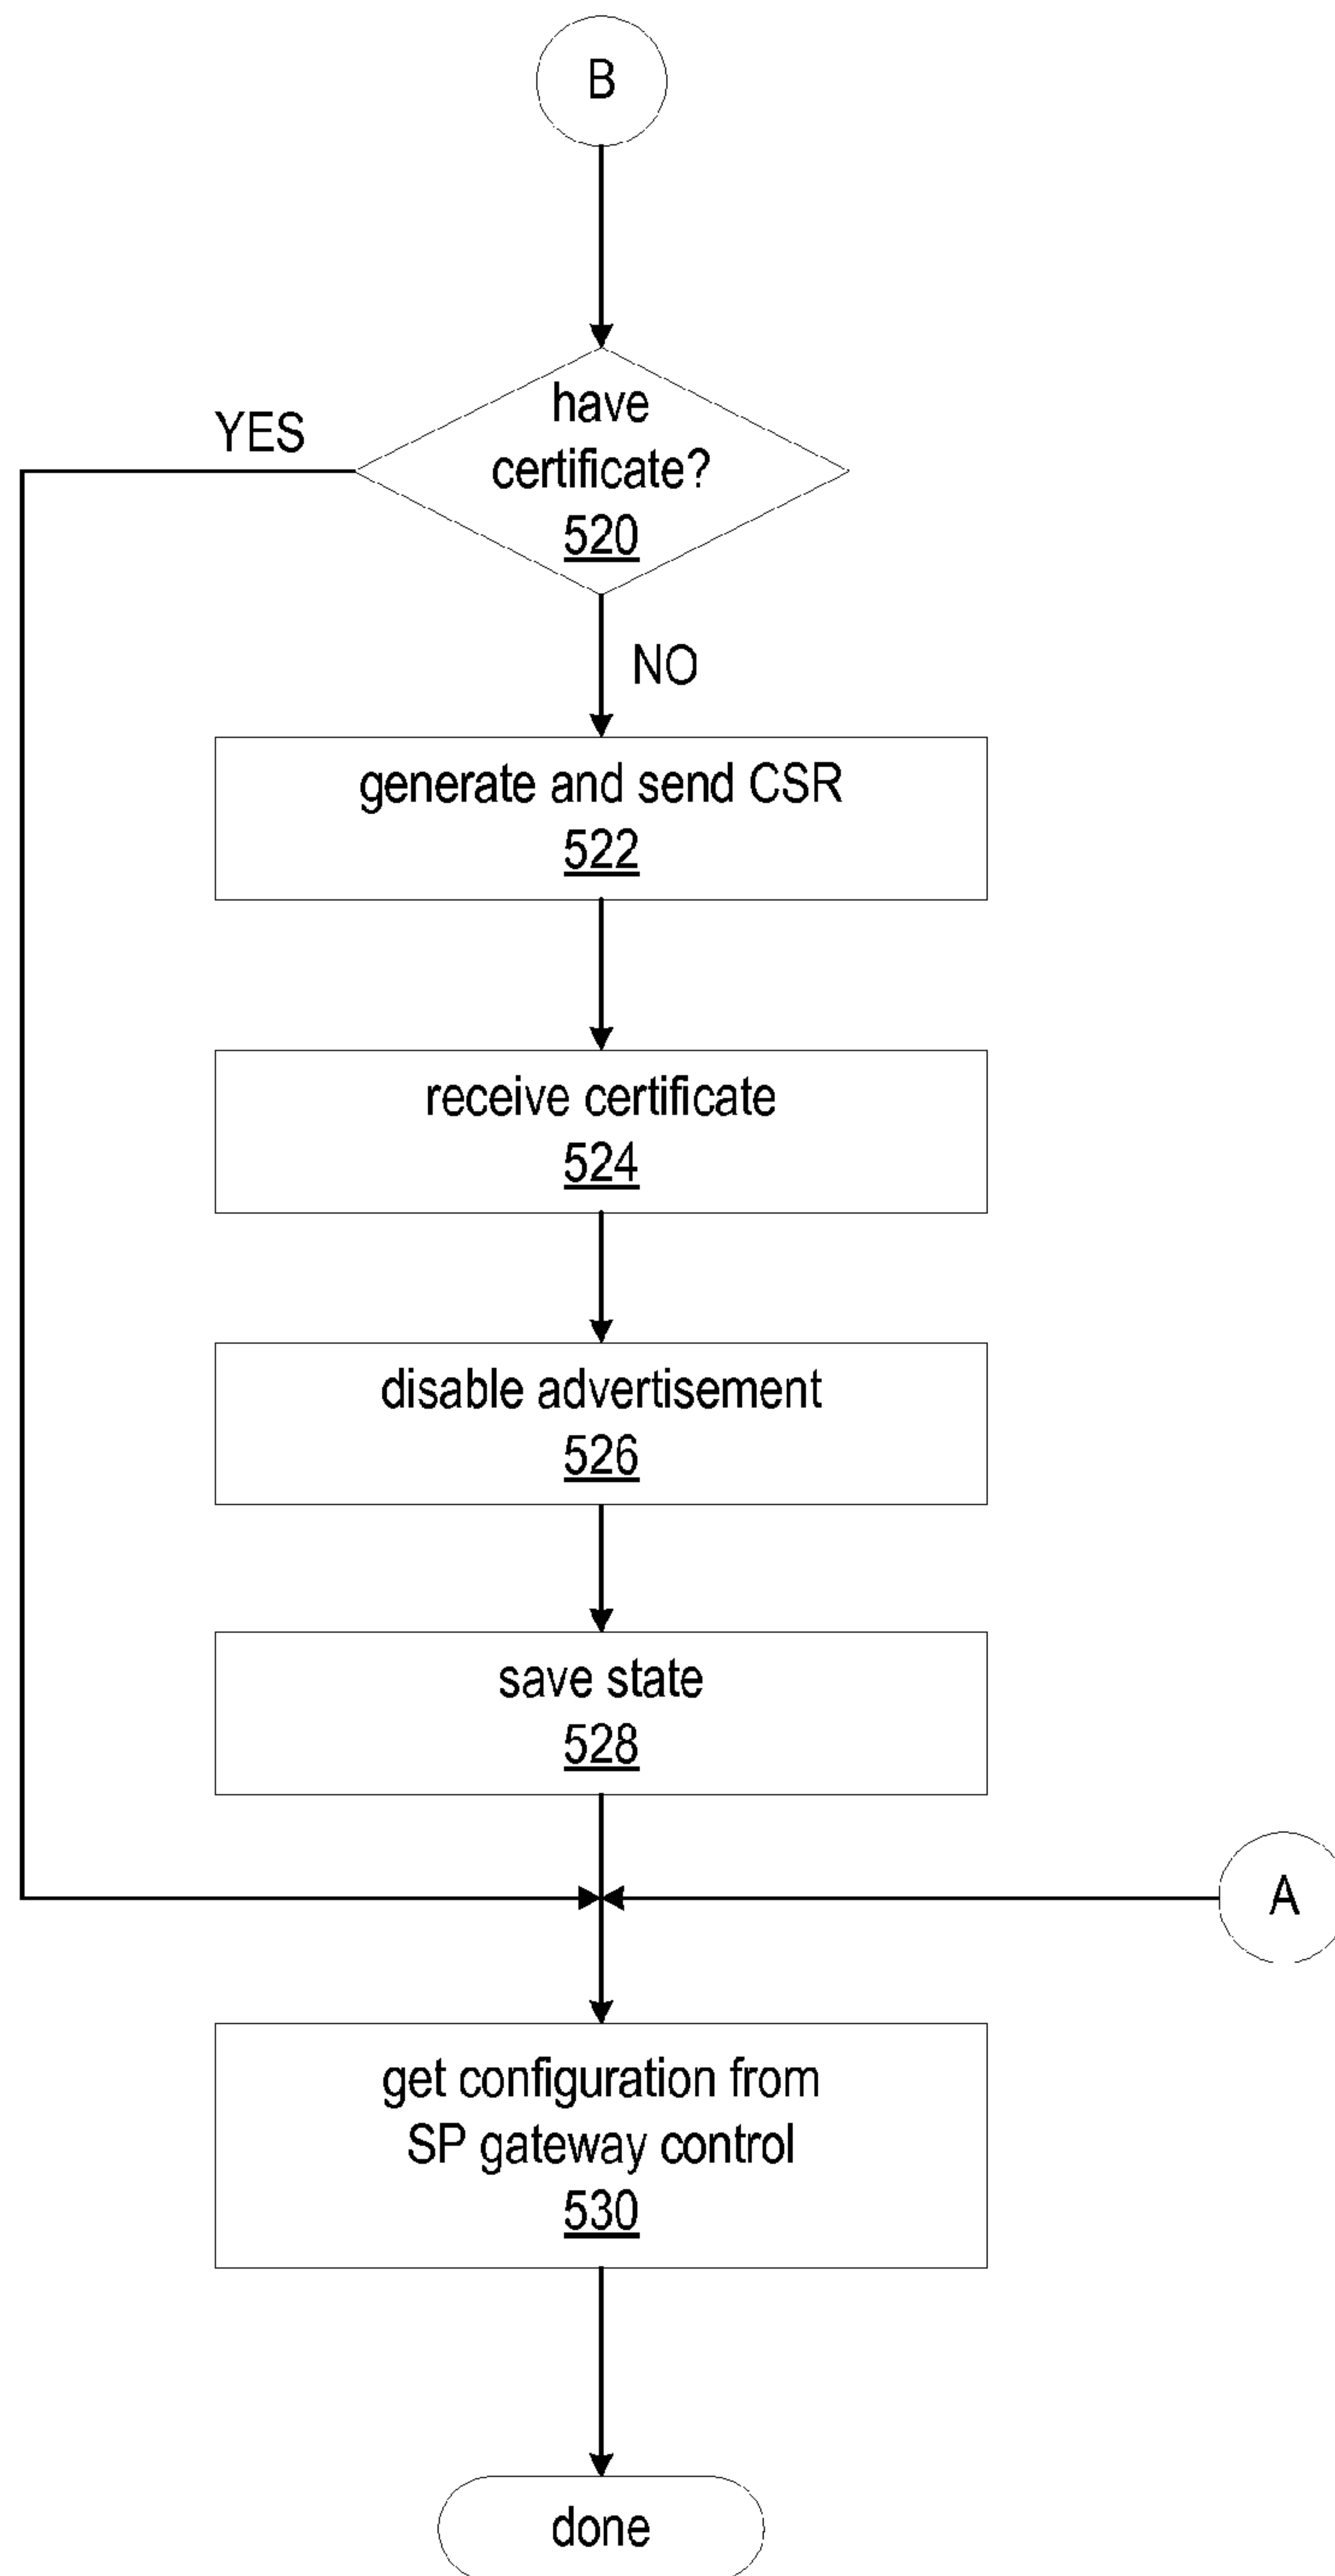 B
have
certificate?
520
YES
NO
generate and send CSR
522
receive certificate
524
disable advertisement
526
save state
528
A
get configuration from
SP gateway control
530
done